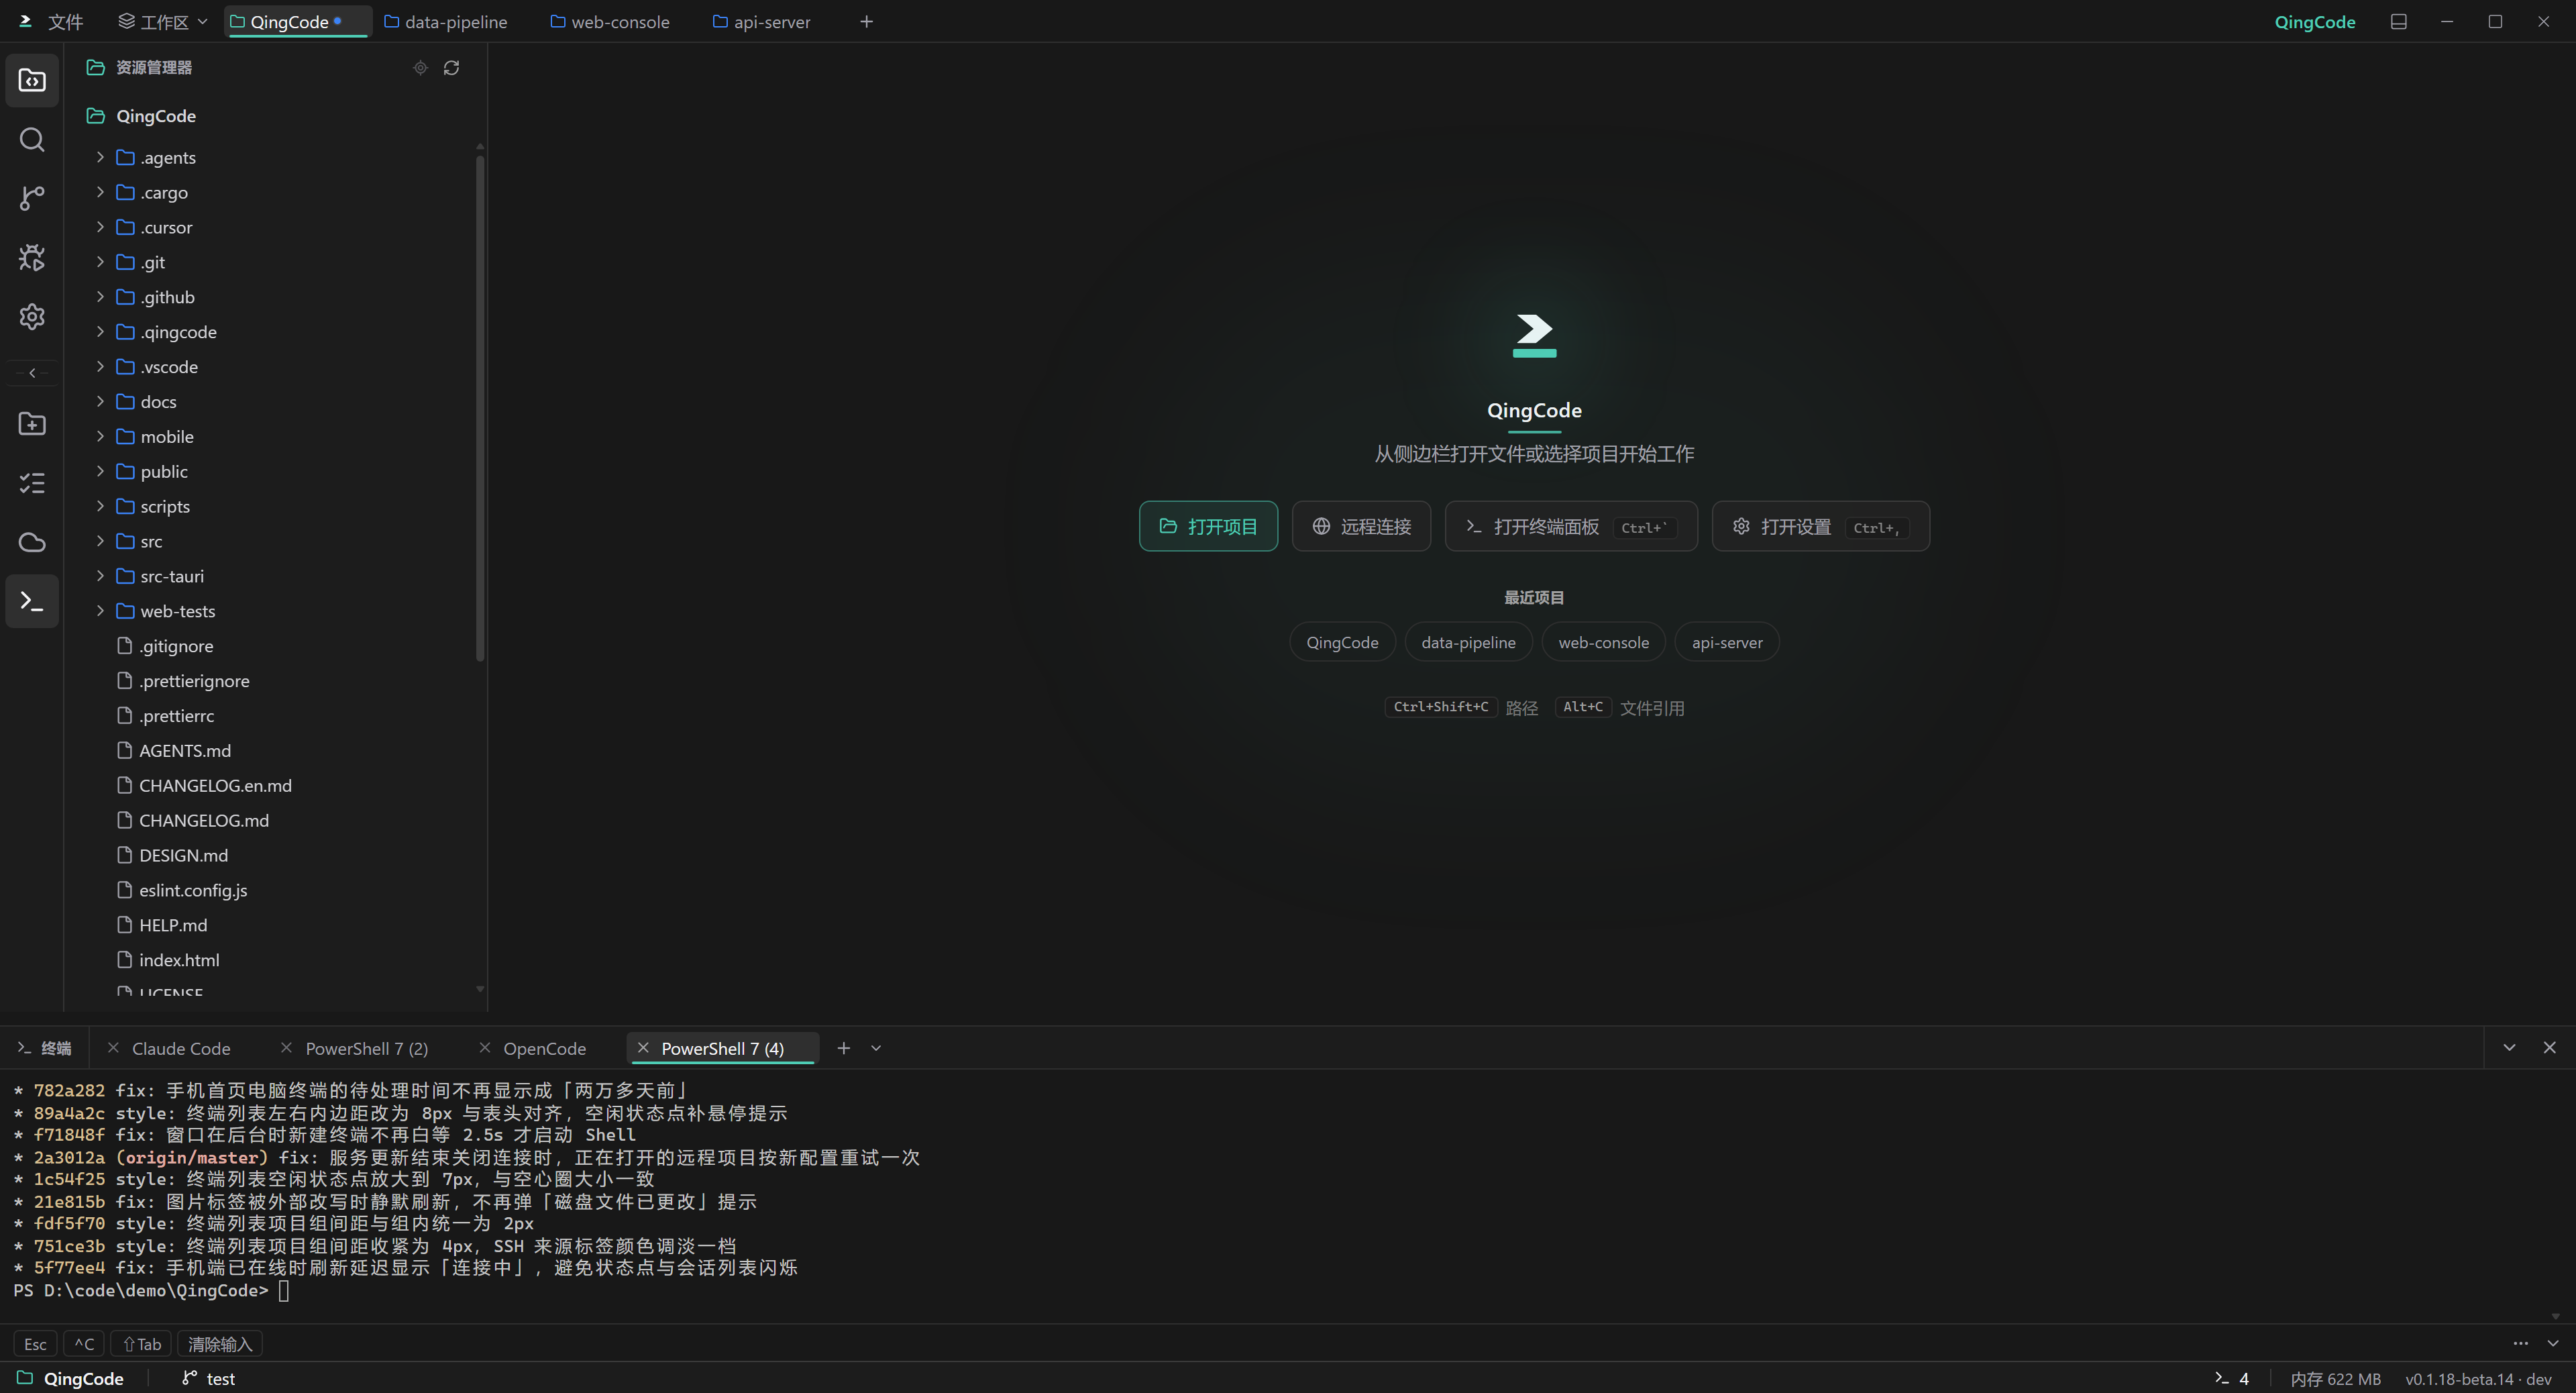 文件 工作区 QingCode data-pipeline web-console api-server QingCode
资源管理器
QingCode
.agents
.cargo
.cursor
.git
.github
.qingcode
.vscode
docs
mobile
public
scripts
src
src-tauri
web-tests
.gitignore
.prettierignore
.prettierrc
AGENTS.md
CHANGELOG.en.md
CHANGELOG.md
DESIGN.md
eslint.config.js
HELP.md
index.html
LICENSE
QingCode
从侧边栏打开文件或选择项目开始工作
打开项目 远程连接 打开终端面板 Ctrl+` 打开设置 Ctrl+,
最近项目
QingCode data-pipeline web-console api-server
Ctrl+Shift+C 路径 Alt+C 文件引用
终端 Claude Code PowerShell 7 (2) OpenCode PowerShell 7 (4)
* 782a282 fix: 手机首页电脑终端的待处理时间不再显示成「两万多天前」
* 89a4a2c style: 终端列表左右内边距改为 8px 与表头对齐，空闲状态点补悬停提示
* f71848f fix: 窗口在后台时新建终端不再白等 2.5s 才启动 Shell
* 2a3012a (origin/master) fix: 服务更新结束关闭连接时，正在打开的远程项目按新配置重试一次
* 1c54f25 style: 终端列表空闲状态点放大到 7px，与空心圈大小一致
* 21e815b fix: 图片标签被外部改写时静默刷新，不再弹「磁盘文件已更改」提示
* fdf5f70 style: 终端列表项目组间距与组内统一为 2px
* 751ce3b style: 终端列表项目组间距收紧为 4px，SSH 来源标签颜色调淡一档
* 5f77ee4 fix: 手机端已在线时刷新延迟显示「连接中」，避免状态点与会话列表闪烁
PS D:\code\demo\QingCode>
Esc ^C ⇧Tab 清除输入
QingCode test 4 内存 622 MB v0.1.18-beta.14 · dev